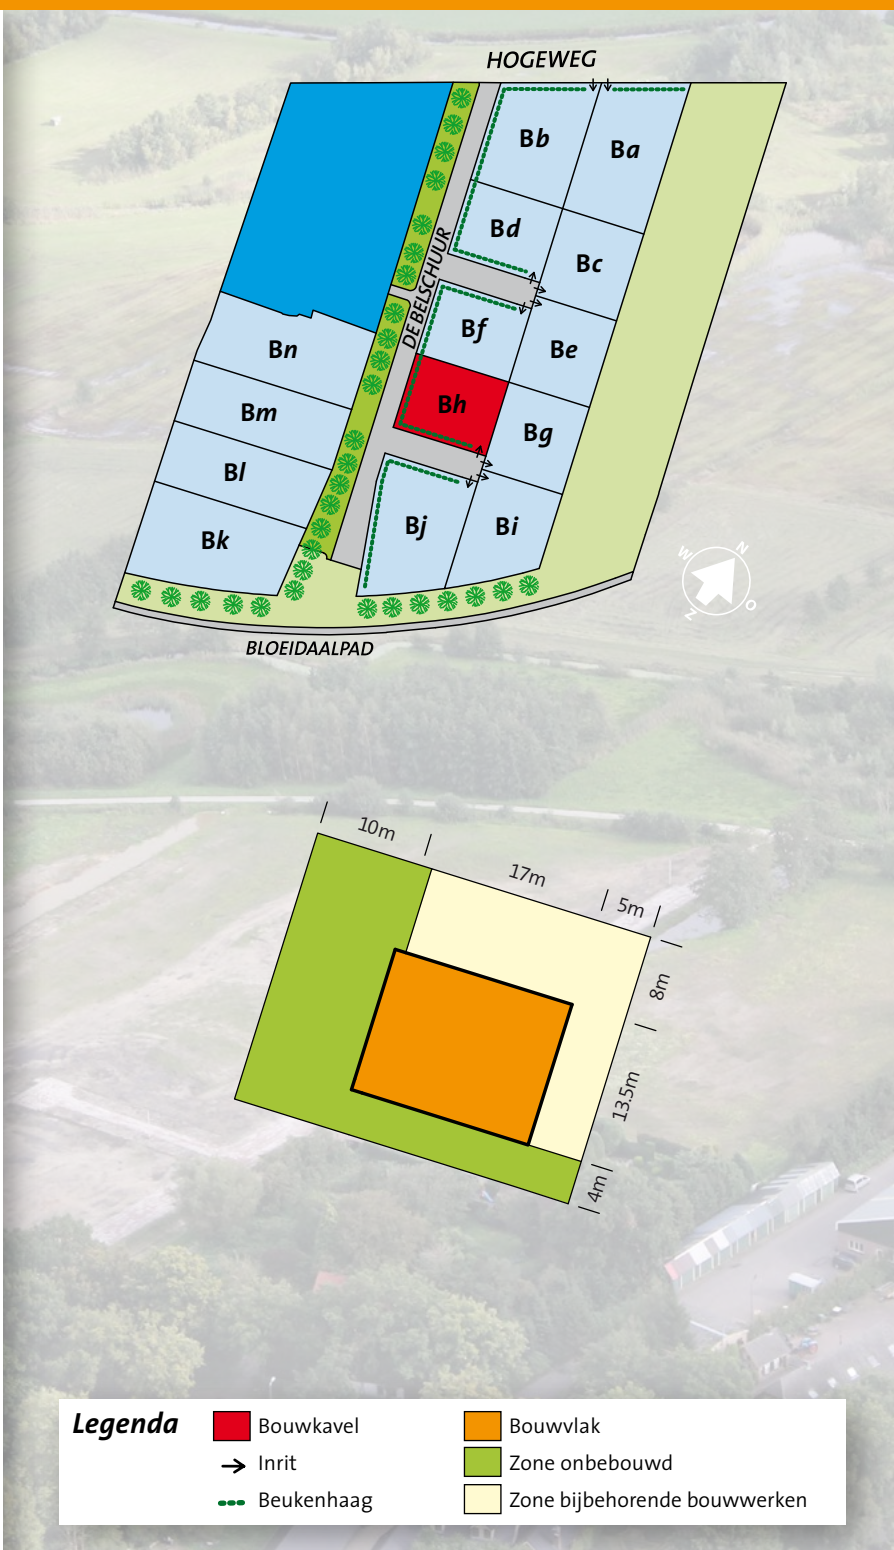 HOGEWEG
Bb
Ba
Bd
DE BELSCHUUR
Bc
Bf
Be
Bn
Bh
Bm
Bg
Bl
Bj
Bi
Bk
W
N
Z
O
BLOEIDAALPAD
10m
17m
5m
8m
13.5m
4m
Legenda
Bouwkavel
Bouwvlak
Inrit
Zone onbebouwd
Beukenhaag
Zone bijbehorende bouwwerken